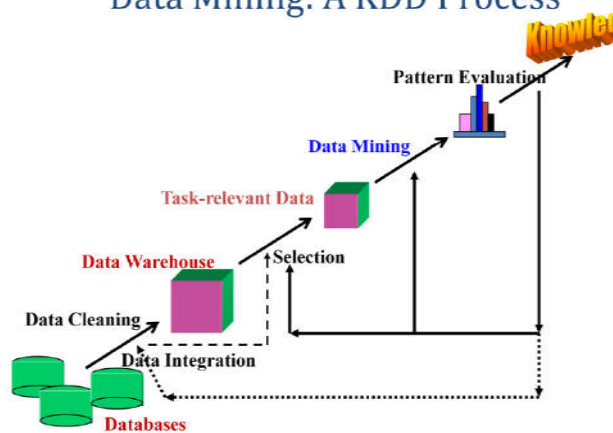 Data Mining: A KDD Process
Knowled
Pattern Evaluation
Data Mining
Task-relevant Data
Data Warehouse
Selection
Data Cleaning
Data Integration
Databases